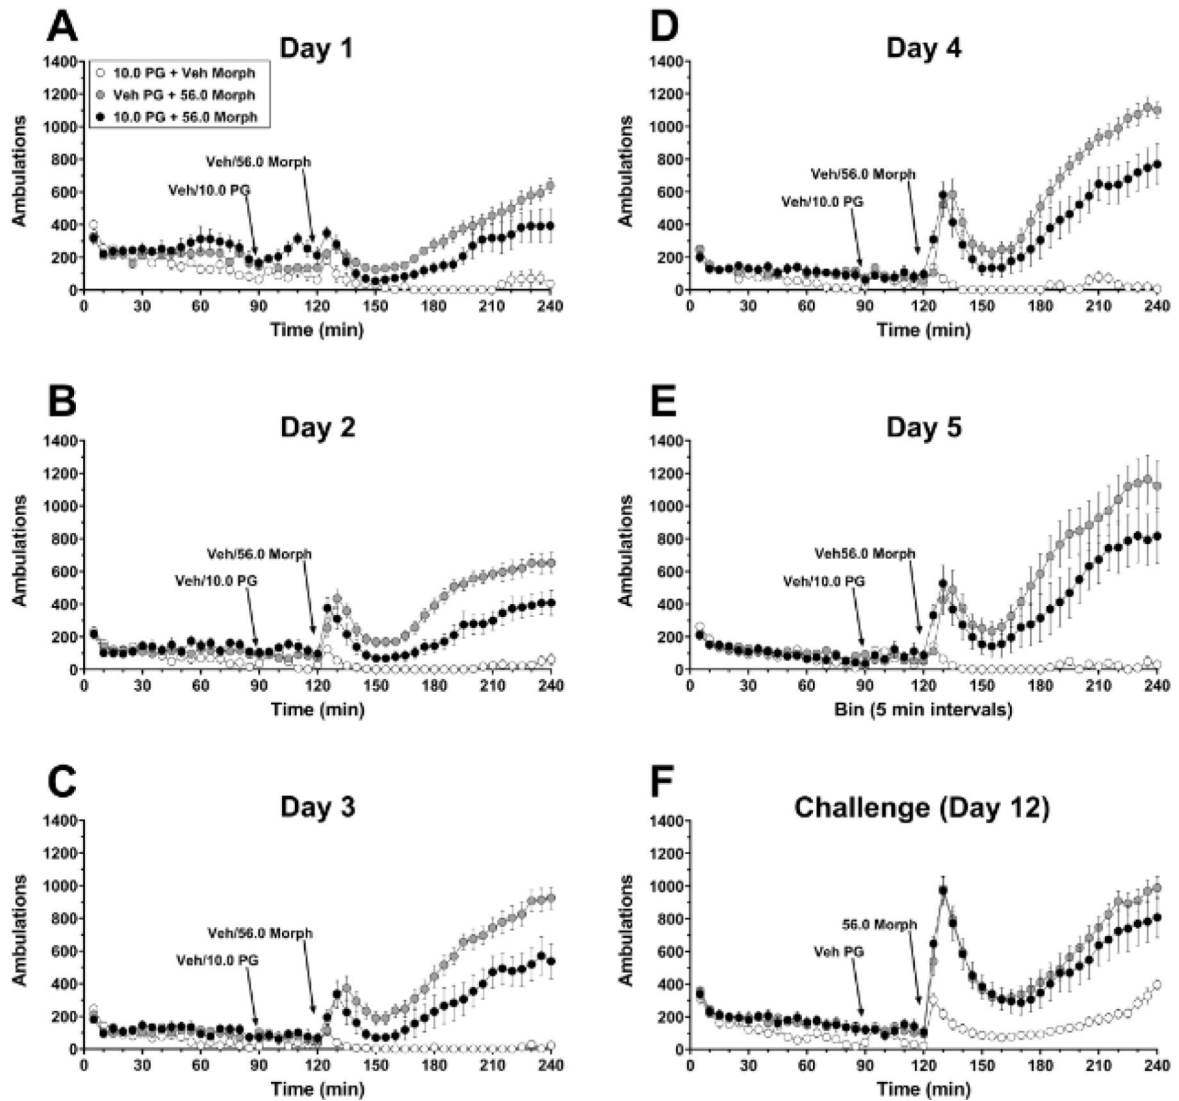 A
Day 1
1400
1200
1000
800
600
400
200
0
Ambulations
10.0 PG + Veh Morph
Veh PG + 56.0 Morph
10.0 PG + 56.0 Morph
Veh/56.0 Morph
Veh/10.0 PG
0 30 60 90 120 150 180 210 240
Time (min)
B
Day 2
1400
1200
1000
800
600
400
200
0
Ambulations
Veh/56.0 Morph
Veh/10.0 PG
0 30 60 90 120 150 180 210 240
Time (min)
C
Day 3
1400
1200
1000
800
600
400
200
0
Ambulations
Veh/56.0 Morph
Veh/10.0 PG
0 30 60 90 120 150 180 210 240
Time (min)
D
Day 4
1400
1200
1000
800
600
400
200
0
Ambulations
Veh/56.0 Morph
Veh/10.0 PG
0 30 60 90 120 150 180 210 240
Time (min)
E
Day 5
1400
1200
1000
800
600
400
200
0
Ambulations
Veh56.0 Morph
Veh/10.0 PG
0 30 60 90 120 150 180 210 240
Bin (5 min intervals)
F
Challenge (Day 12)
1400
1200
1000
800
600
400
200
0
Ambulations
56.0 Morph
Veh PG
0 30 60 90 120 150 180 210 240
Time (min)